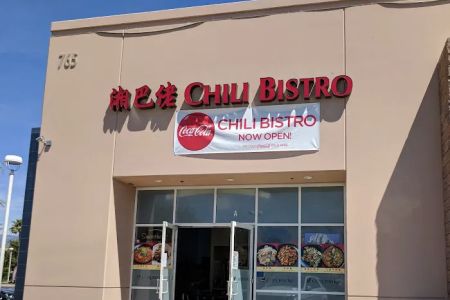 765
湘巴佬 CHILI BISTRO
Coca-Cola
CHILI BISTRO
NOW OPEN!
A